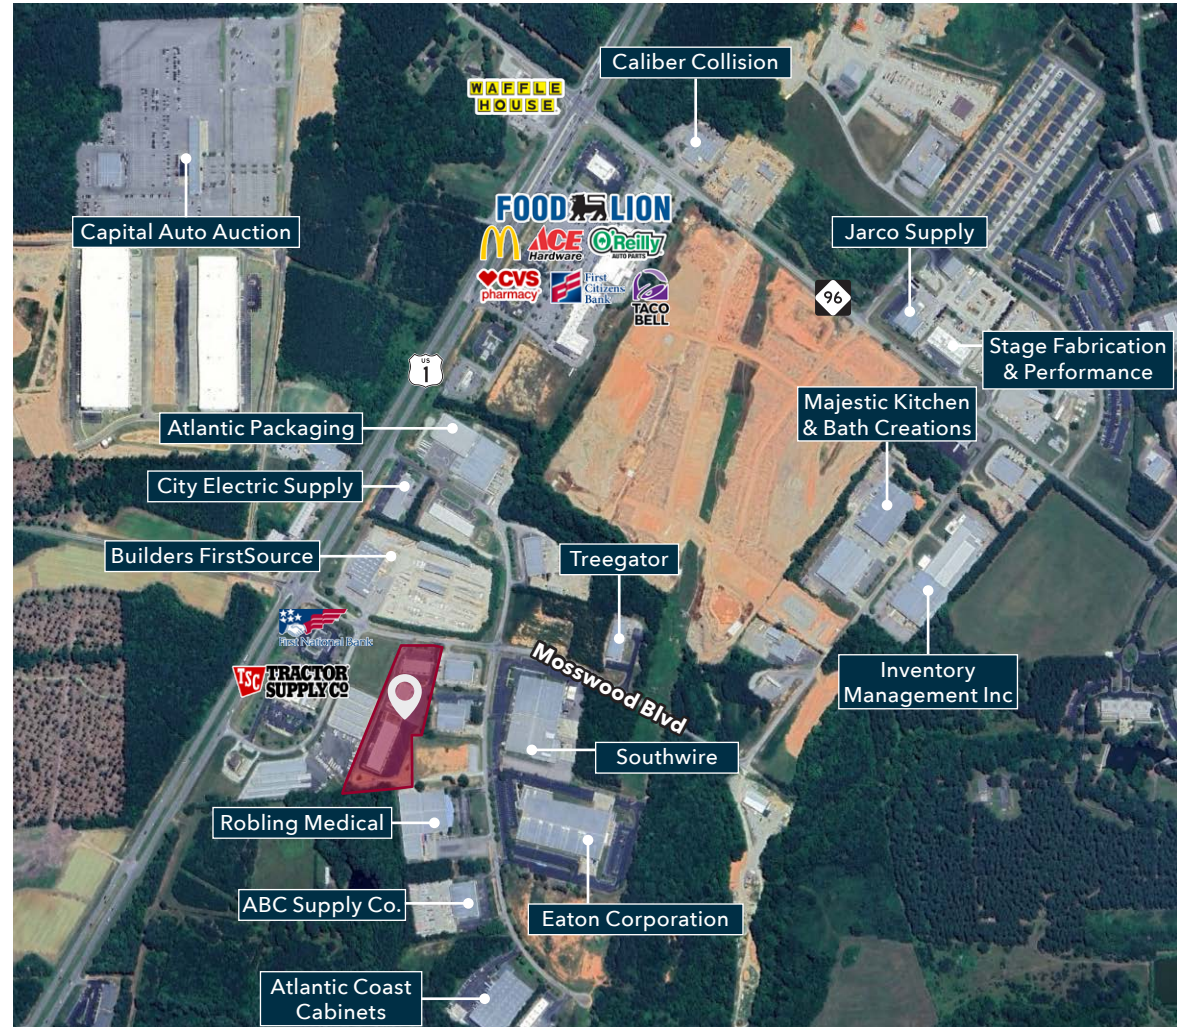 WAFFLE
HOUSE
Caliber Collision
FOOD LION
Capital Auto Auction
Jarco Supply
M
ACE
Hardware
O'Reilly
AUTO PARTS
CVS
pharmacy
First
Citizens
Bank
TACO
BELL
96
Stage Fabrication
& Performance
US
1
Majestic Kitchen
& Bath Creations
Atlantic Packaging
City Electric Supply
Builders FirstSource
Treegator
First National Bank
TSC TRACTOR
SUPPLY CO
Mosswood Blvd
Inventory
Management Inc
Southwire
Robling Medical
ABC Supply Co.
Eaton Corporation
Atlantic Coast
Cabinets